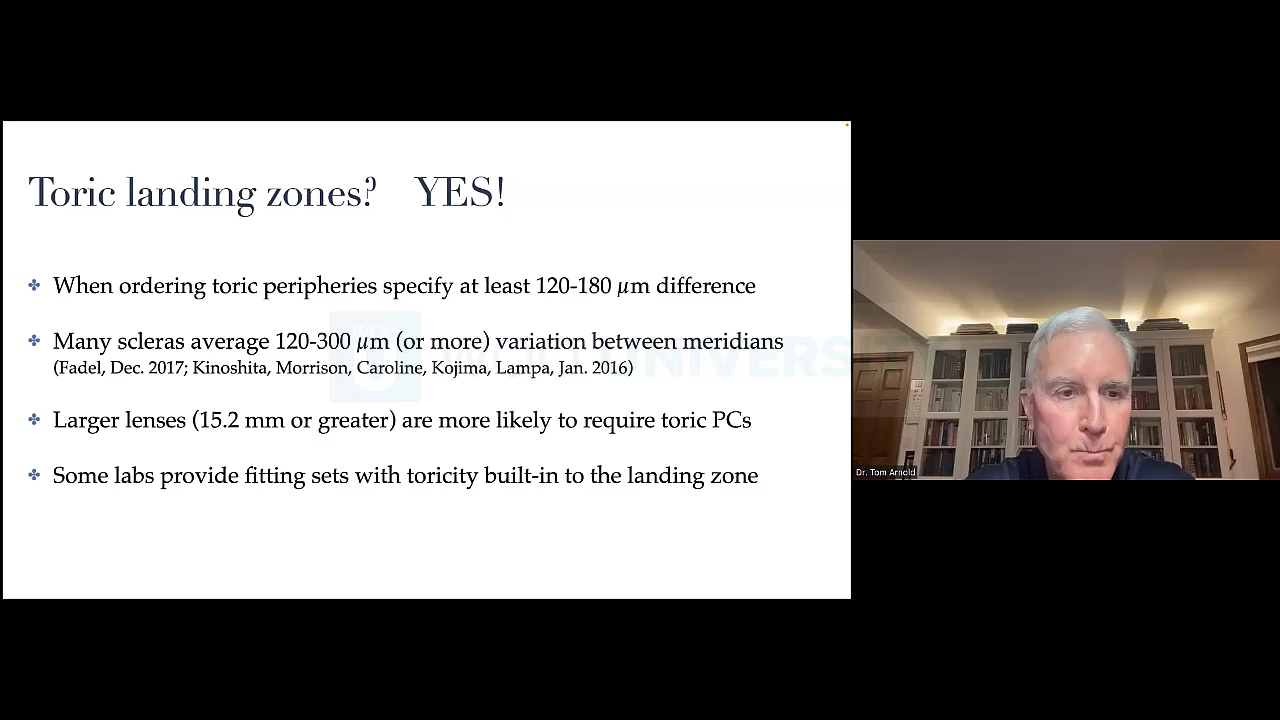 Toric landing zones? YES!
When ordering toric peripheries specify at least 120-180 µm difference
Many scleras average 120-300 µm (or more) variation between meridians
(Fadel, Dec. 2017; Kinoshita, Morrison, Caroline, Kojima, Lampa, Jan. 2016)
Larger lenses (15.2 mm or greater) are more likely to require toric PCs
Some labs provide fitting sets with toricity built-in to the landing zone
Dr. Tom Arnold